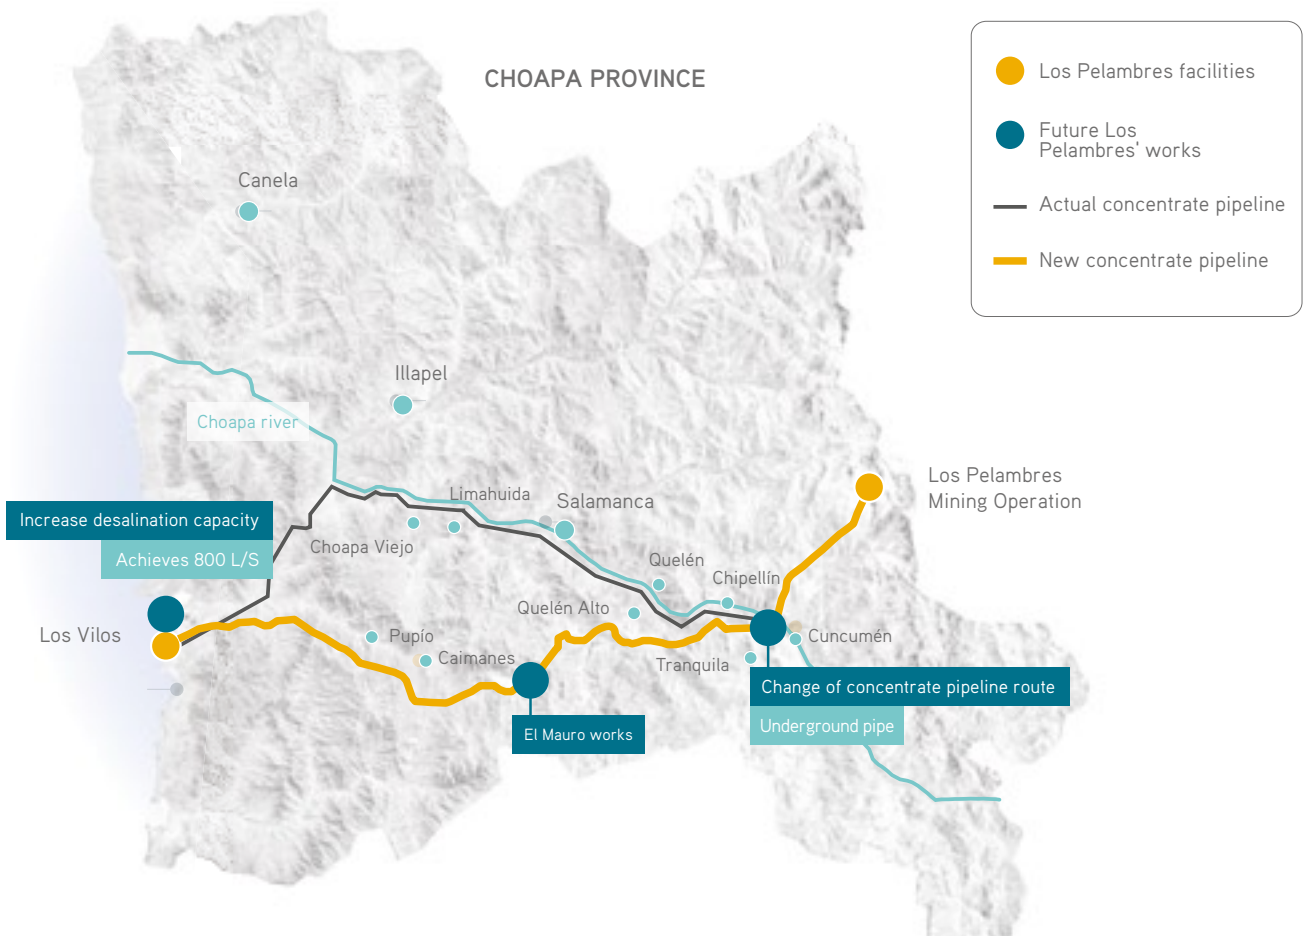 CHOAPA PROVINCE
Los Pelambres facilities
Future Los
Pelambres' works
Actual concentrate pipeline
New concentrate pipeline
Canela
Illapel
Choapa river
Los Pelambres
Mining Operation
Limahuida
Salamanca
Increase desalination capacity
Achieves 800 L/S
Choapa Viejo
Quelén
Chipellín
Quelén Alto
Los Vilos
Pupío
Cuncumén
Caimanes
Tranquila
Change of concentrate pipeline route
Underground pipe
El Mauro works